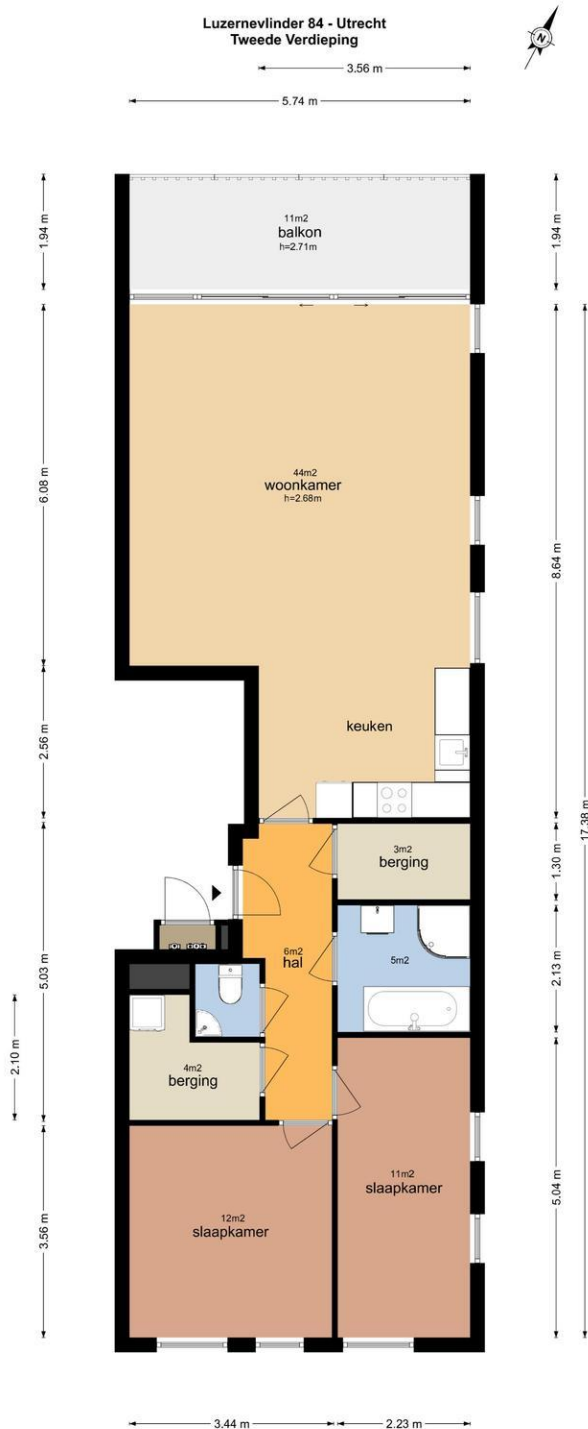 Luzernevlinder 84 - Utrecht
Tweede Verdieping
N
3.56 m
5.74 m
1.94 m
1.94 m
11m2
balkon
h=2.71m
6.08 m
44m2
woonkamer
h=2.68m
8.64 m
17.38 m
2.56 m
keuken
1.30 m
3m2
berging
5.03 m
6m2
hal
5m2
2.13 m
2.10 m
4m2
berging
5.04 m
3.56 m
12m2
slaapkamer
11m2
slaapkamer
3.44 m
2.23 m